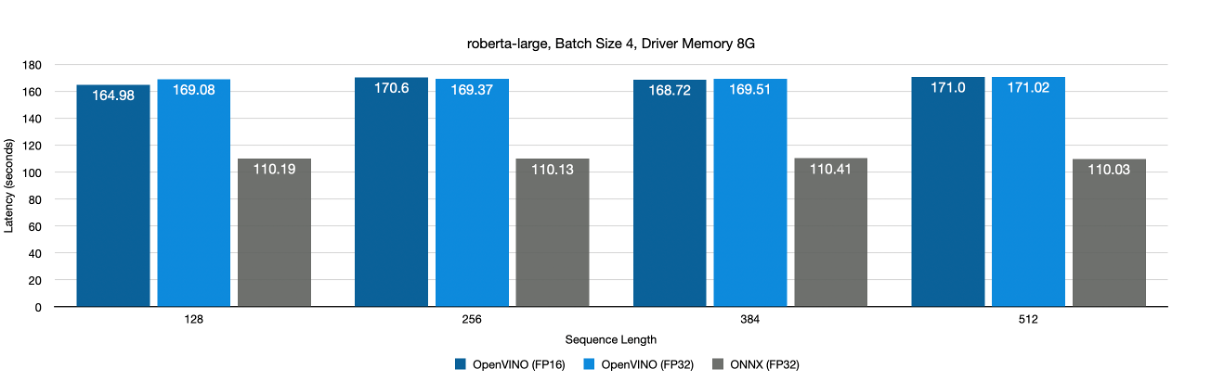 roberta-large, Batch Size 4, Driver Memory 8G
Latency (seconds)
180
160
140
120
100
80
60
40
20
0
164.98 169.08 110.19
170.6 169.37 110.13
168.72 169.51 110.41
171.0 171.02 110.03
128 256 384 512
Sequence Length
OpenVINO (FP16) OpenVINO (FP32) ONNX (FP32)